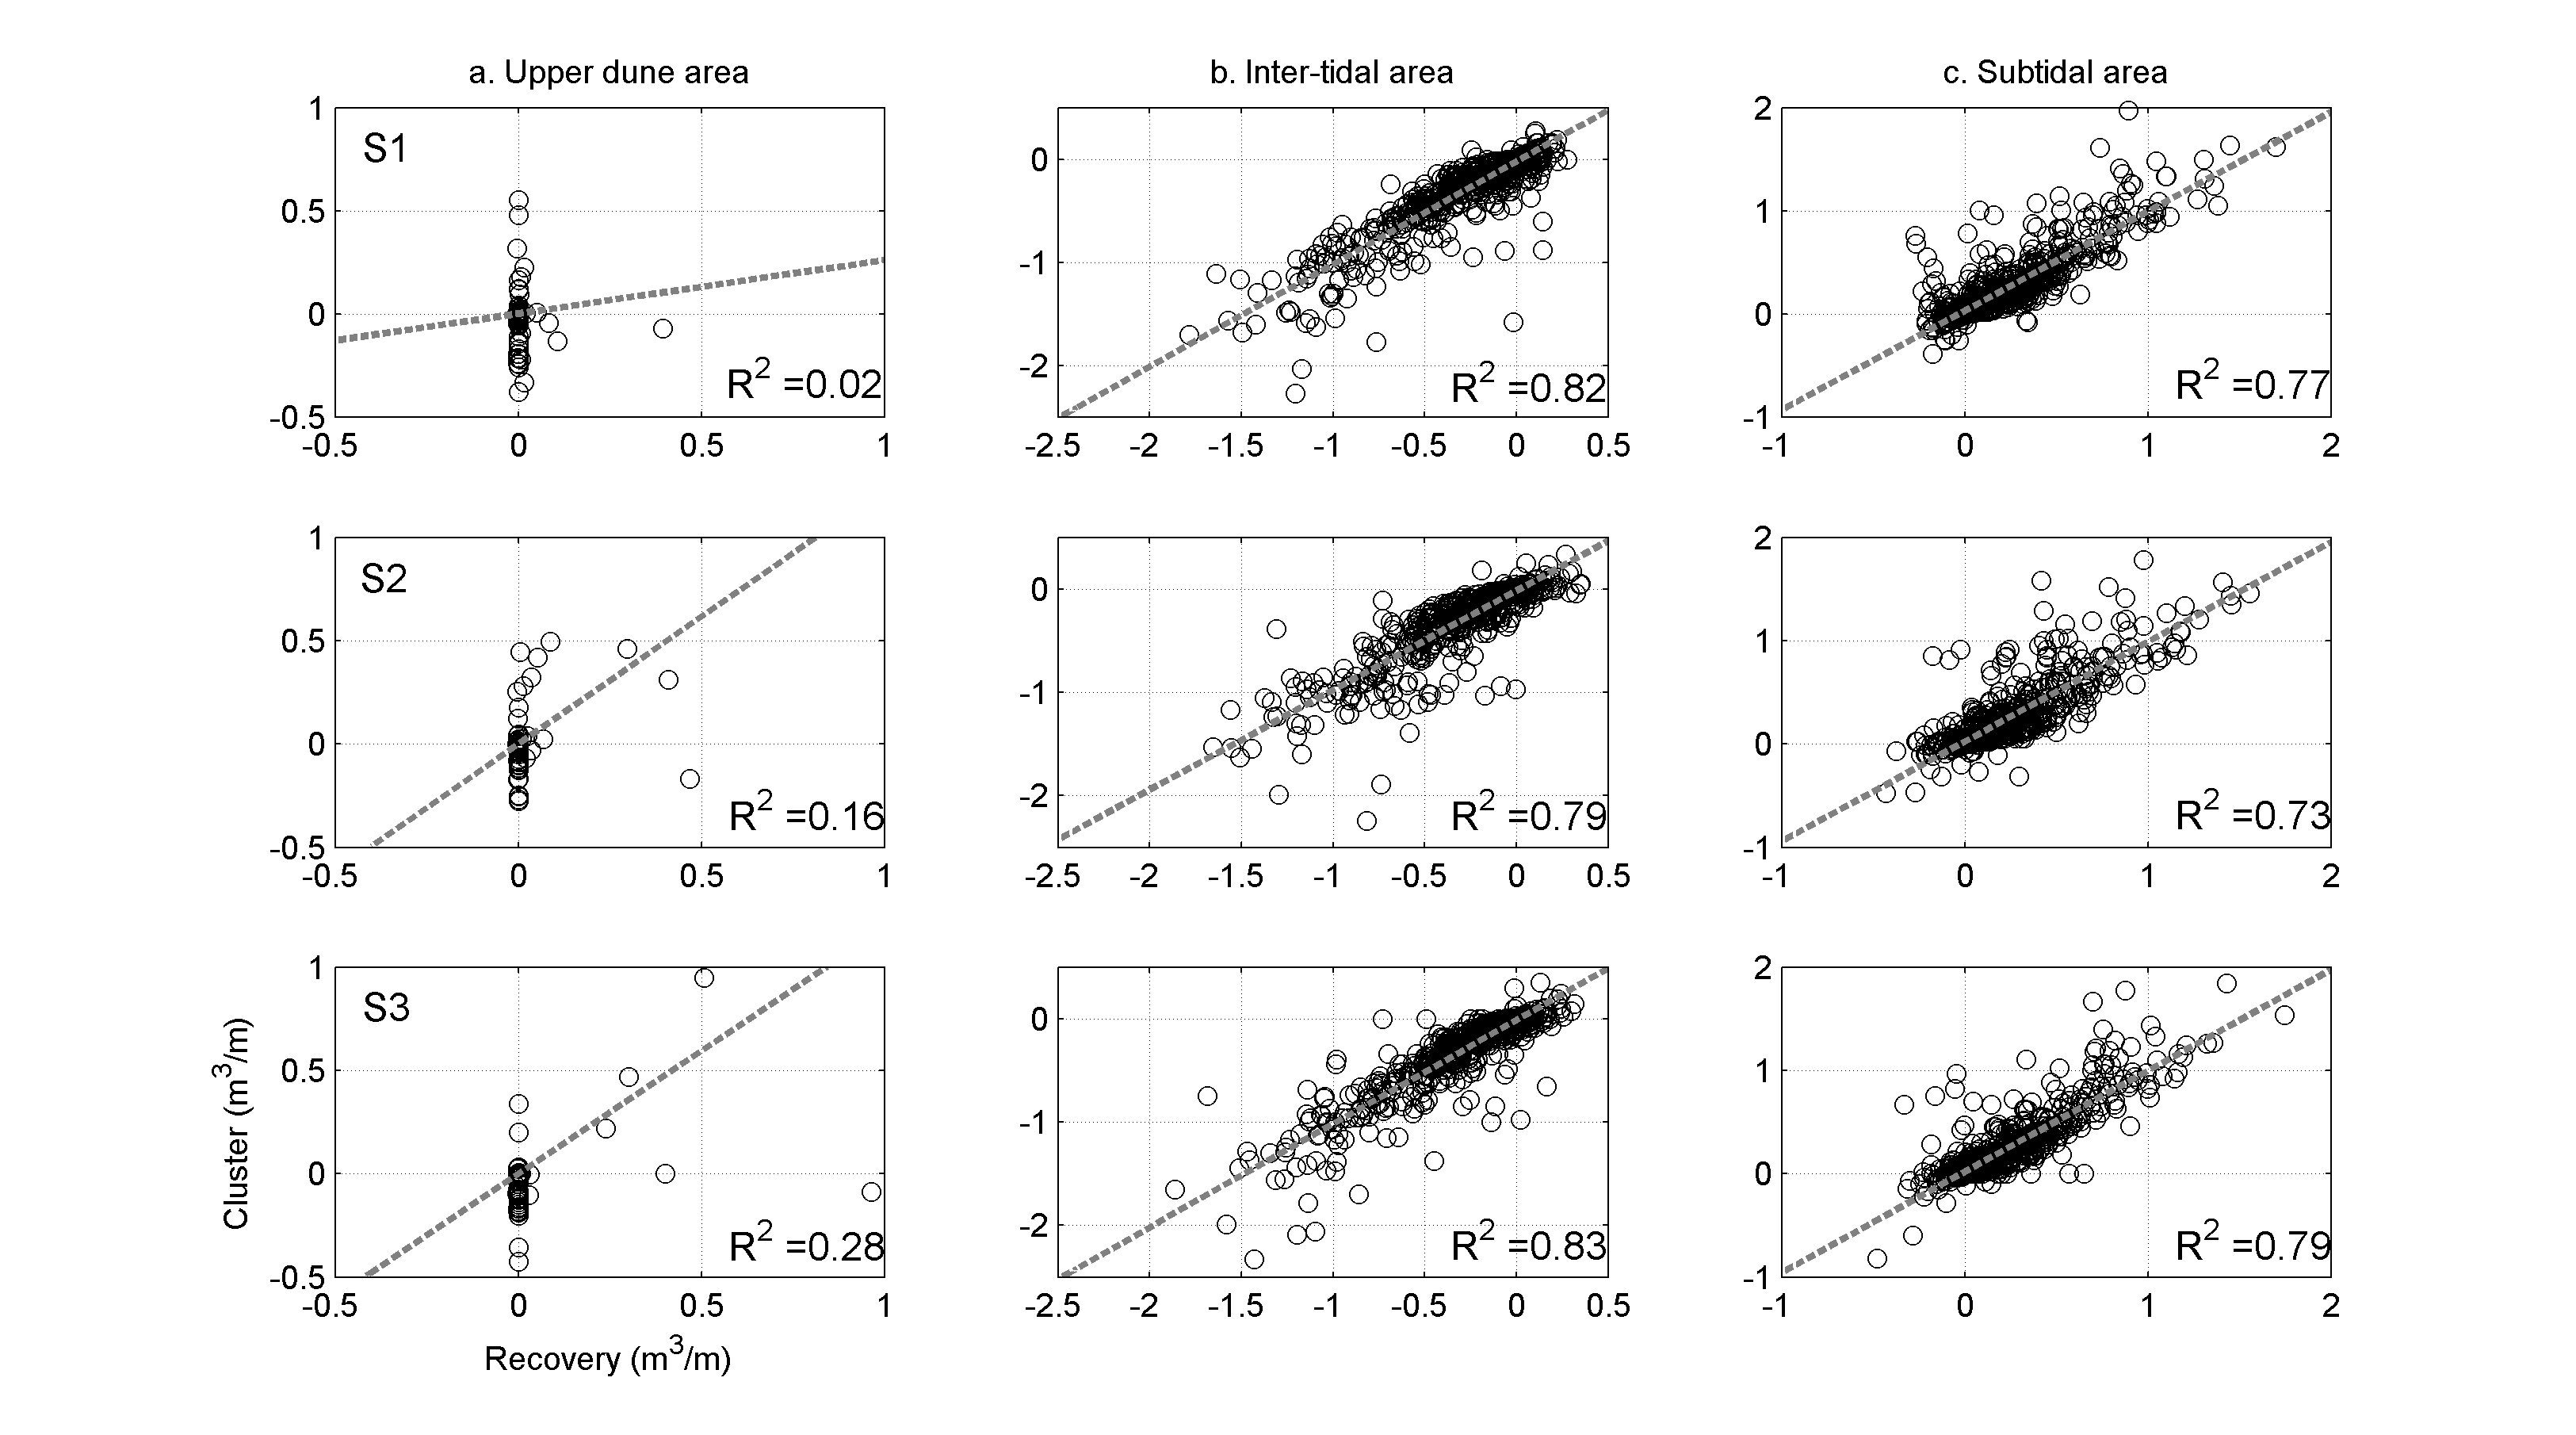 a. Upper dune area
b. Inter-tidal area
c. Subtidal area
1
0.5
0
-0.5
S1
R² =0.02
-0.5 0 0.5 1
0
-1
-2
R² =0.82
-2.5 -2 -1.5 -1 -0.5 0 0.5
2
1
0
-1
R² =0.77
-1 0 1 2
1
0.5
0
-0.5
S2
R² =0.16
-0.5 0 0.5 1
0
-1
-2
R² =0.79
-2.5 -2 -1.5 -1 -0.5 0 0.5
2
1
0
-1
R² =0.73
-1 0 1 2
Cluster (m³/m)
1
0.5
0
-0.5
S3
R² =0.28
-0.5 0 0.5 1
Recovery (m³/m)
0
-1
-2
R² =0.83
-2.5 -2 -1.5 -1 -0.5 0 0.5
2
1
0
-1
R² =0.79
-1 0 1 2